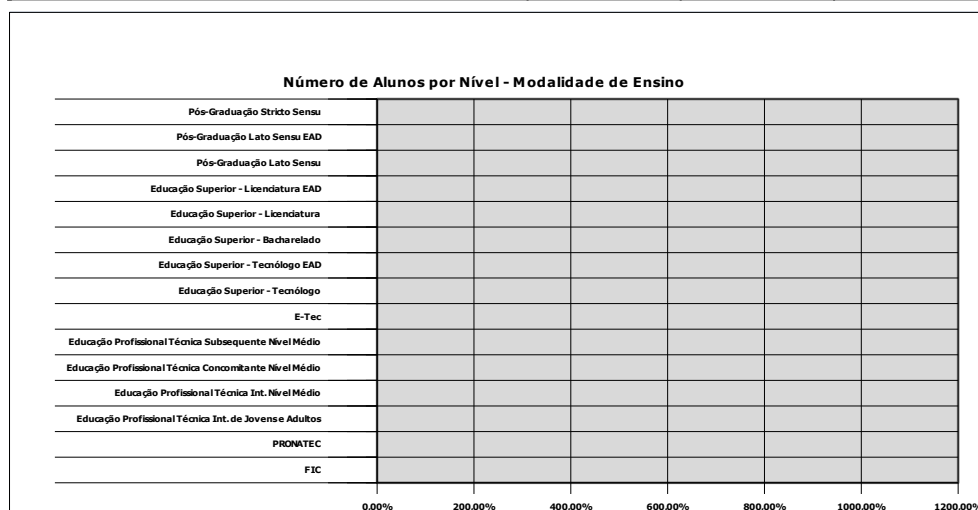 Número de Alunos por Nível - Modalidade de Ensino
Pós-Graduação Stricto Sensu
Pós-Graduação Lato Sensu EAD
Pós-Graduação Lato Sensu
Educação Superior - Licenciatura EAD
Educação Superior - Licenciatura
Educação Superior - Bacharelado
Educação Superior - Tecnólogo EAD
Educação Superior - Tecnólogo
E-Tec
Educação Profissional Técnica Subsequente Nível Médio
Educação Profissional Técnica Concomitante Nível Médio
Educação Profissional Técnica Int. Nível Médio
Educação Profissional Técnica Int. de Jovens e Adultos
PRONATEC
FIC
0.00% 200.00% 400.00% 600.00% 800.00% 1000.00% 1200.00%